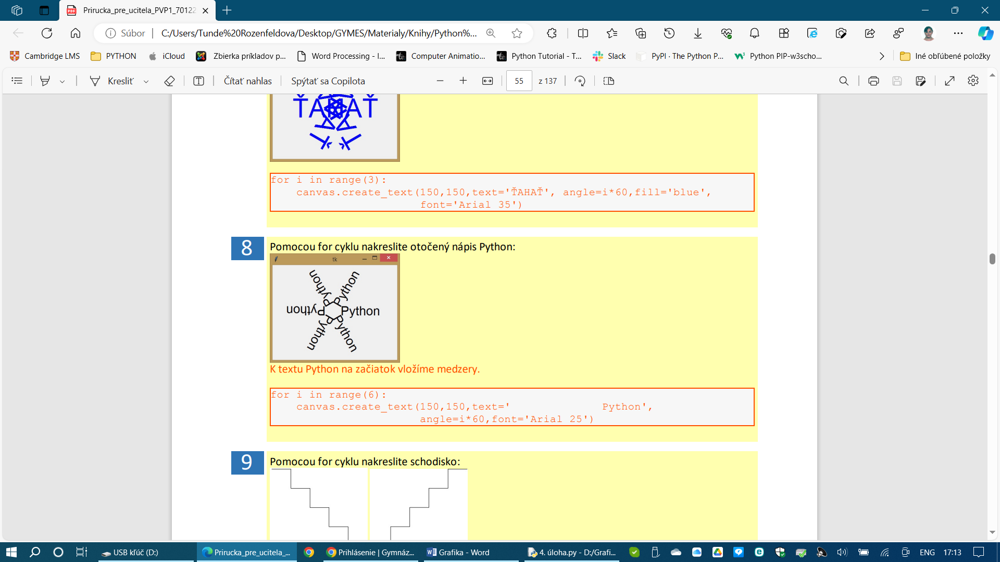 Prirucka_pre_ucitela_PVP1_70122
Súbor C:/Users/Tunde%20Rozenfeldova/Desktop/GYMES/Materialy/Knihy/Python%...
Cambridge LMS PYTHON iCloud Zbierka príkladov p... Word Processing - I... Computer Animatio... Python Tutorial - T... Slack PyPI · The Python P... Python PIP-w3scho... Iné obľúbené položky
Kresliť Čítať nahlas Spýtať sa Copilota 55 z 137
ŤAHAŤ
for i in range(3):
canvas.create_text(150,150,text='ŤAHAŤ', angle=i*60,fill='blue',
font='Arial 35')
8 Pomocou for cyklu nakreslite otočený nápis Python:
tk
Python
Python
Python
Python
Python
Python
K textu Python na začiatok vložíme medzery.
for i in range(6):
canvas.create_text(150,150,text='              Python',
angle=i*60,font='Arial 25')
9 Pomocou for cyklu nakreslite schodisko:
USB kľúč (D:) Prirucka_pre_ucitela_... Prihlásenie | Gymnáz... Grafika - Word 4. úloha.py - D:/Grafi... ENG 17:13